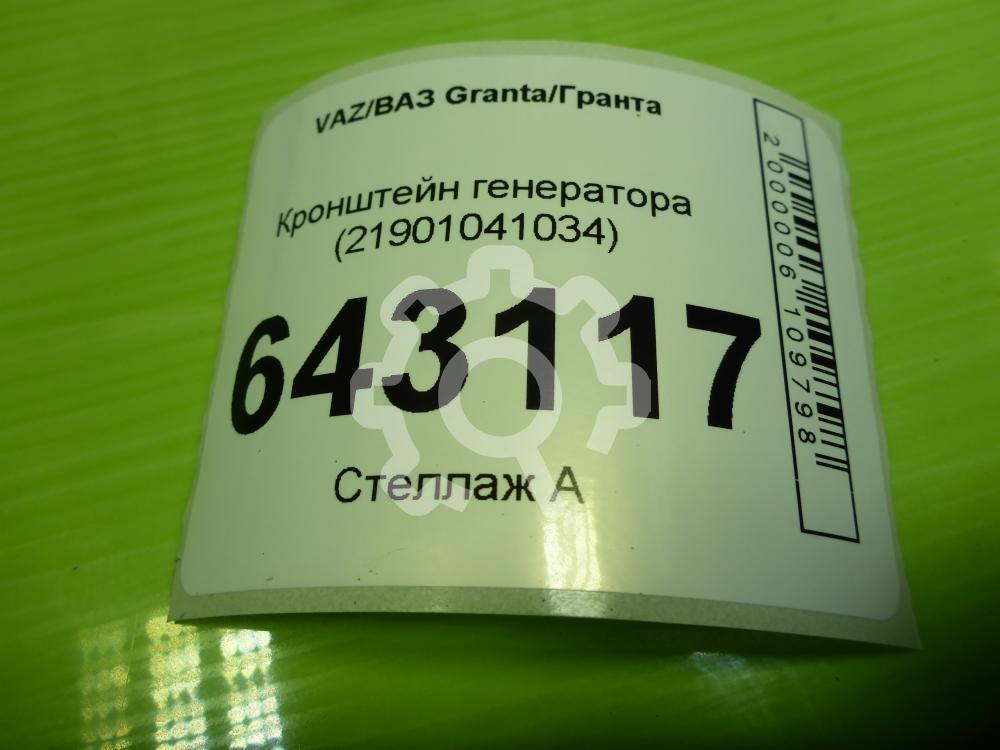 VAZ/ВАЗ Granta/Гранта
Кронштейн генератора
(21901041034)
643117
Стеллаж А
2000006109798